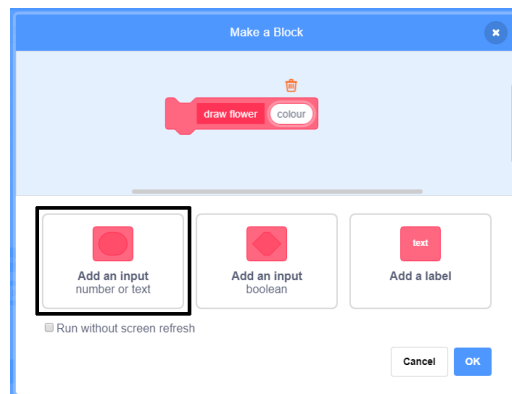 Make a Block
draw flower colour
text
Add an input
number or text
Add an input
boolean
Add a label
Run without screen refresh
Cancel OK